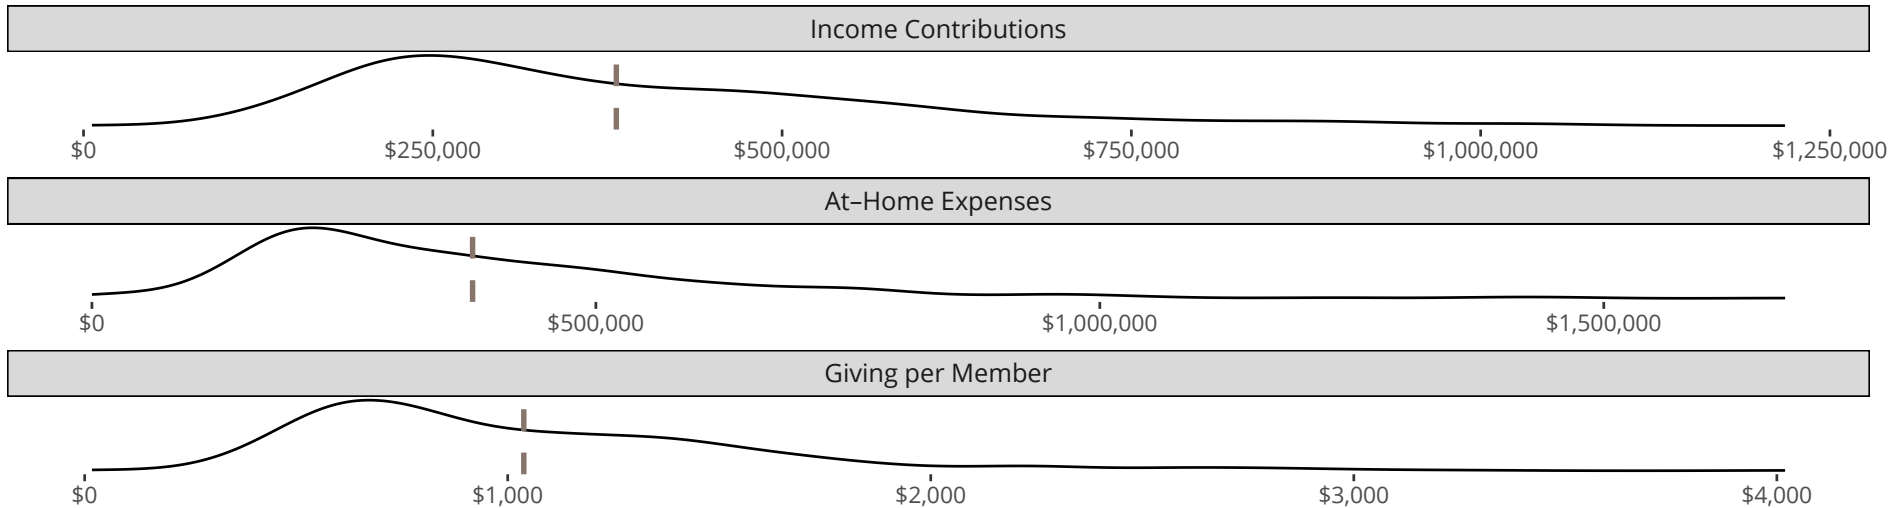 Income Contributions
$0 $250,000 $500,000 $750,000 $1,000,000 $1,250,000
At–Home Expenses
$0 $500,000 $1,000,000 $1,500,000
Giving per Member
$0 $1,000 $2,000 $3,000 $4,000